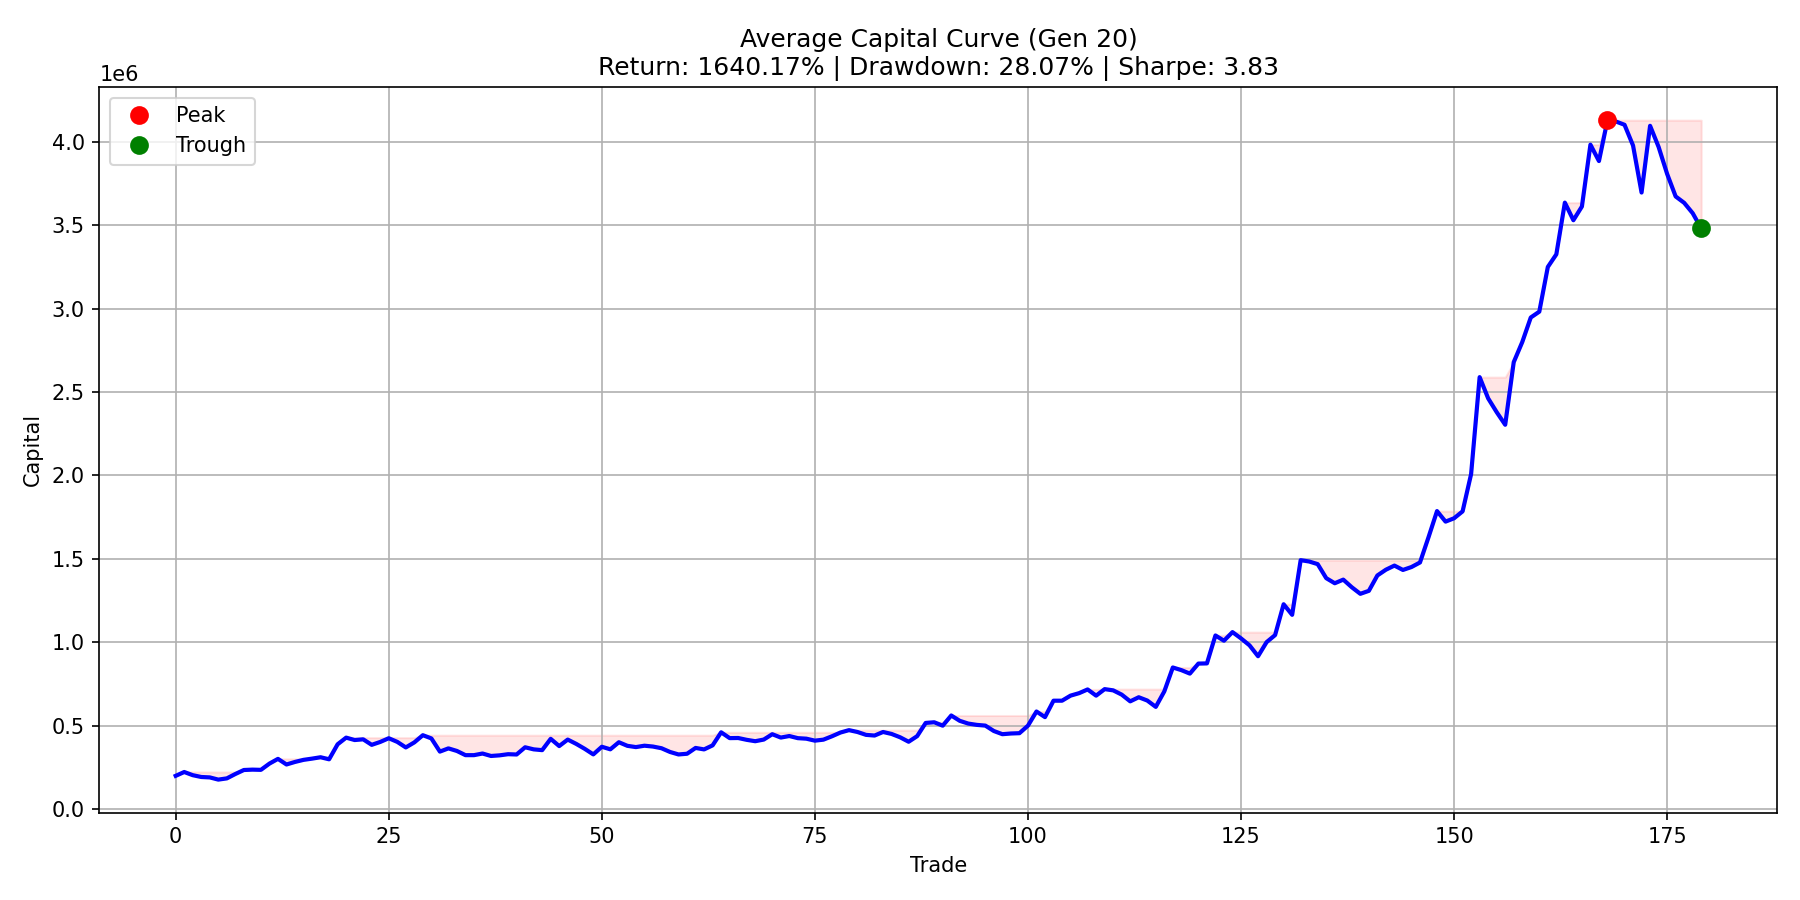 Average Capital Curve (Gen 20)
Return: 1640.17% | Drawdown: 28.07% | Sharpe: 3.83
1e6
Peak
Trough
4.0
3.5
3.0
2.5
2.0
1.5
1.0
0.5
0.0
Capital
0 25 50 75 100 125 150 175
Trade